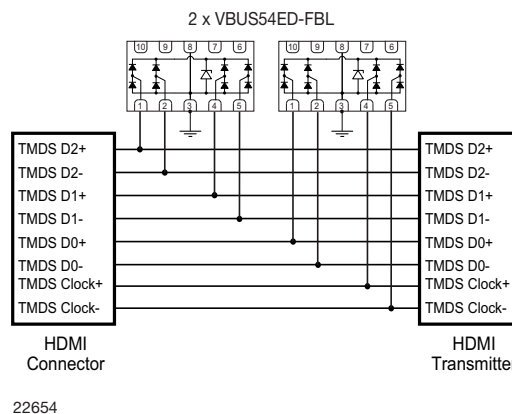 2 x VBUS54ED-FBL
10 9 8 7 6 10 9 8 7 6
1 2 3 4 5 1 2 3 4 5
TMDS D2+ TMDS D2+
TMDS D2- TMDS D2-
TMDS D1+ TMDS D1+
TMDS D1- TMDS D1-
TMDS D0+ TMDS D0+
TMDS D0- TMDS D0-
TMDS Clock+ TMDS Clock+
TMDS Clock- TMDS Clock-
HDMI HDMI
Connector Transmitter
22654